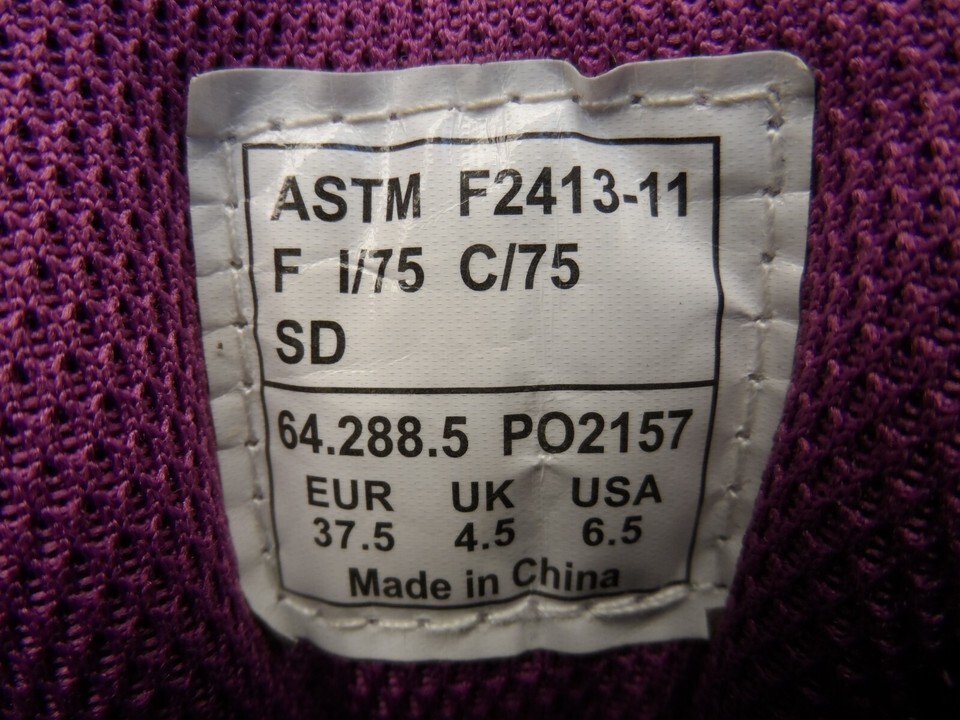 ASTM F2413-11
F I/75 C/75
SD
64.288.5 PO2157
EUR UK USA
37.5 4.5 6.5
Made in China